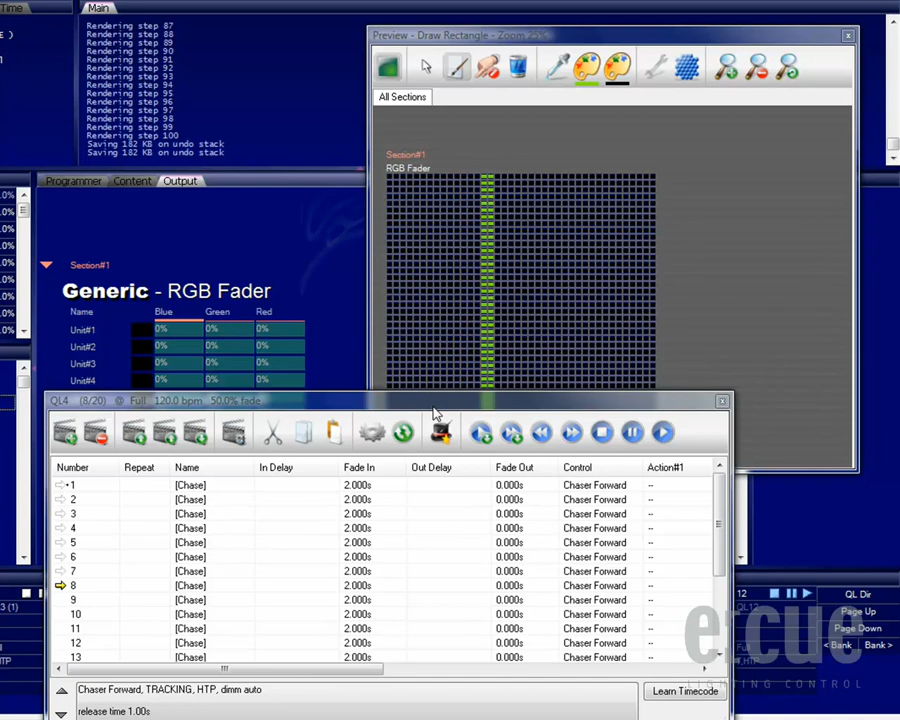 Time
Main
Rendering step 87
Rendering step 88
Rendering step 89
Rendering step 90
Rendering step 91
Rendering step 92
Rendering step 93
Rendering step 94
Rendering step 95
Rendering step 96
Rendering step 97
Rendering step 98
Rendering step 99
Rendering step 100
Saving 182 KB on undo stack
Saving 182 KB on undo stack
Preview - Draw Rectangle - Zoom 25%
All Sections
Section#1
RGB Fader
Programmer Content Output
Section#1
Generic - RGB Fader
Name Blue Green Red
Unit#1 0% 0% 0%
Unit#2 0% 0% 0%
Unit#3 0% 0% 0%
Unit#4 0% 0% 0%
QL4 (8/20) @ Full 120.0 bpm 50.0% fade
Number Repeat Name In Delay Fade In Out Delay Fade Out Control Action#1
1 [Chase] 2.000s 0.000s Chaser Forward --
2 [Chase] 2.000s 0.000s Chaser Forward --
3 [Chase] 2.000s 0.000s Chaser Forward --
4 [Chase] 2.000s 0.000s Chaser Forward --
5 [Chase] 2.000s 0.000s Chaser Forward --
6 [Chase] 2.000s 0.000s Chaser Forward --
7 [Chase] 2.000s 0.000s Chaser Forward --
8 [Chase] 2.000s 0.000s Chaser Forward --
9 [Chase] 2.000s 0.000s Chaser Forward --
10 [Chase] 2.000s 0.000s Chaser Forward --
11 [Chase] 2.000s 0.000s Chaser Forward --
12 [Chase] 2.000s 0.000s Chaser Forward --
13 [Chase] 2.000s 0.000s Chaser Forward --
Chaser Forward, TRACKING, HTP, dimm auto
release time 1.00s
Learn Timecode
12
QL12
QL Dir
Page Up
Page Down
< Bank Bank >
e:cue
LIGHTING CONTROL